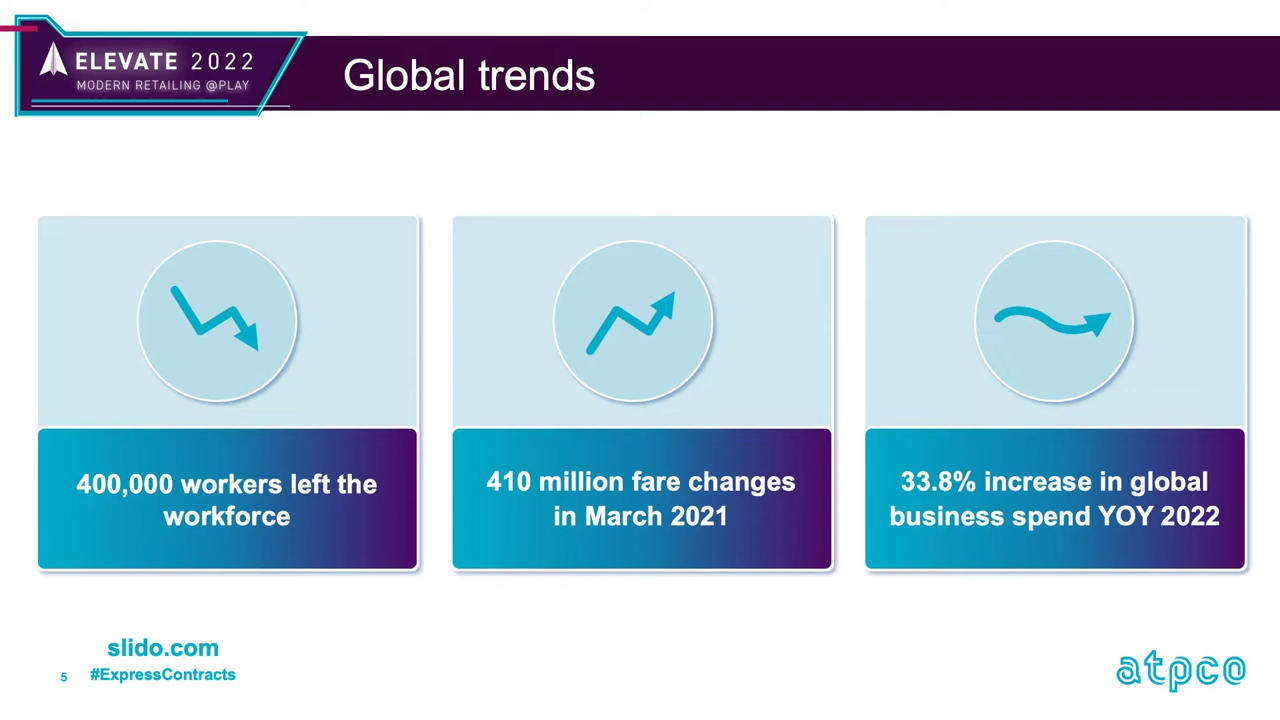 ELEVATE 2022
MODERN RETAILING @PLAY
Global trends
400,000 workers left the
workforce
410 million fare changes
in March 2021
33.8% increase in global
business spend YOY 2022
slido.com
5
#ExpressContracts
atpco